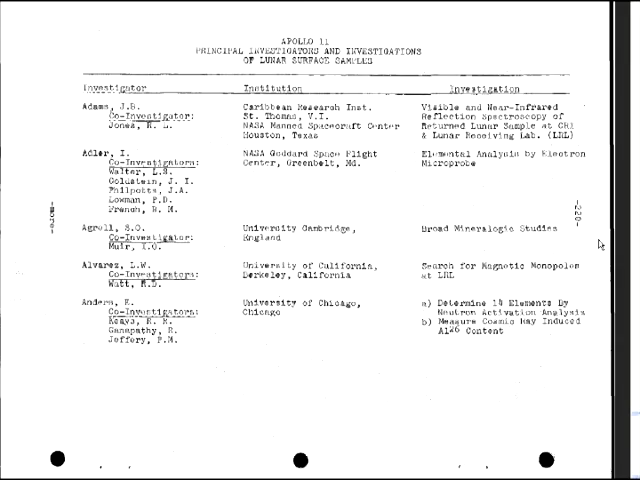 APOLLO 11
PRINCIPAL INVESTIGATORS AND INVESTIGATIONS
OF LUNAR SURFACE SAMPLES
Investigator Institution Investigation
Adams, J.B. Caribbean Research Inst. Visible and Near-Infrared
Co-Investigator: St. Thomas, V.I. Reflection Spectroscopy of
Jones, R. L. NASA Manned Spacecraft Center Returned Lunar Sample at CRI
Houston, Texas & Lunar Receiving Lab. (LRL)
Adler, I. NASA Goddard Space Flight Elemental Analysis by Electron
Co-Investigators: Center, Greenbelt, Md. Microprobe
Walter, L.S.
Goldstein, J. I.
Philpotts, J.A.
Lowman, P.D.
French, B. M.
Agrell, S.O. University Cambridge, Broad Mineralogic Studies
Co-Investigator: England
Muir, I.D.
Alvarez, L.W. University of California, Search for Magnetic Monopoles
Co-Investigators: Berkeley, California at LRL
Watt, R.D.
Anders, E. University of Chicago, a) Determine 14 Elements By
Co-Investigators: Chicago Neutron Activation Analysis
Keays, R. R. b) Measure Cosmic Ray Induced
Ganapathy, R. Al26 Content
Jeffery, P.M.
-more-
-220-